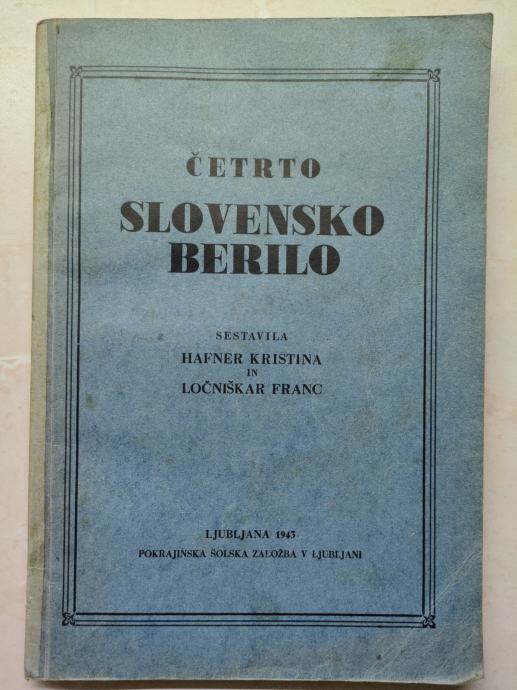 ČETRTO
SLOVENSKO
BERILO
SESTAVILA
HAFNER KRISTINA
IN
LOČNIŠKAR FRANC
LJUBLJANA 1943
POKRAJINSKA ŠOLSKA ZALOŽBA V LJUBLJANI